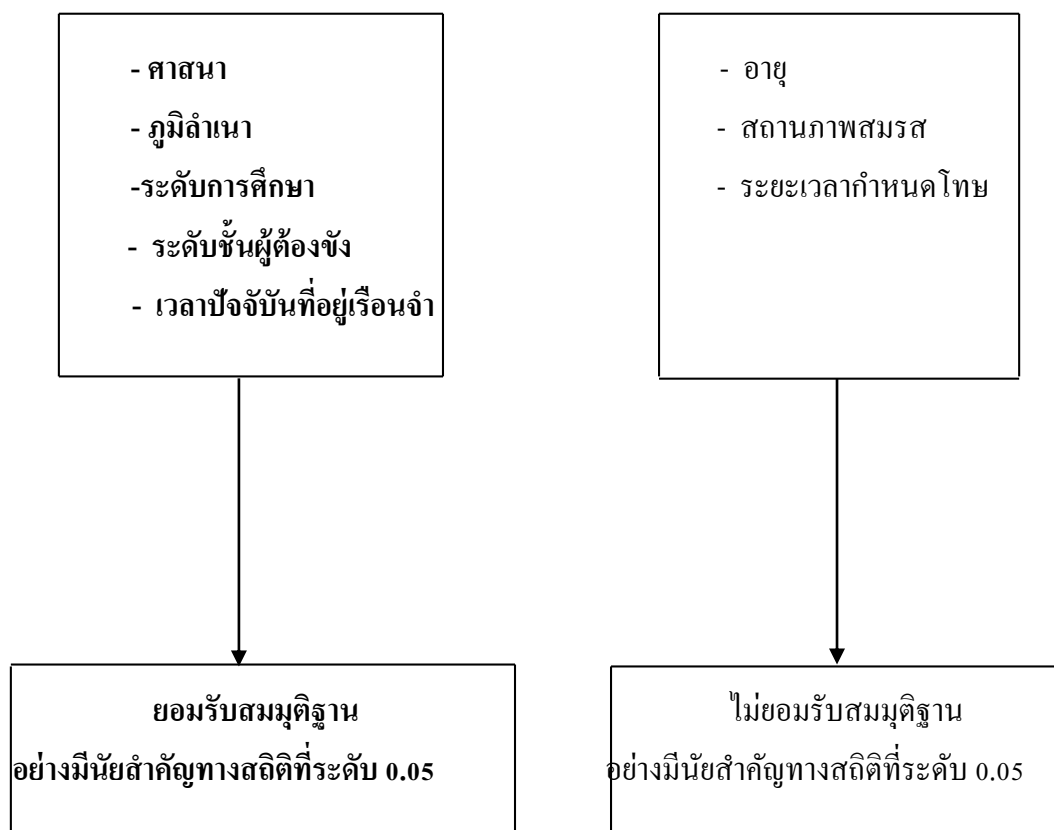 - ศาสนา
- ภูมิลำเนา
-ระดับการศึกษา
- ระดับชั้นผู้ต้องขัง
- เวลาปัจจับันที่อยู่เรือนจำ
- อายุ
- สถานภาพสมรส
- ระยะเวลากำหนดโทษ
ยอมรับสมมุติฐาน
อย่างมีนัยสำคัญทางสถิติที่ระดับ 0.05
ไม่ยอมรับสมมุติฐาน
อย่างมีนัยสำคัญทางสถิติที่ระดับ 0.05